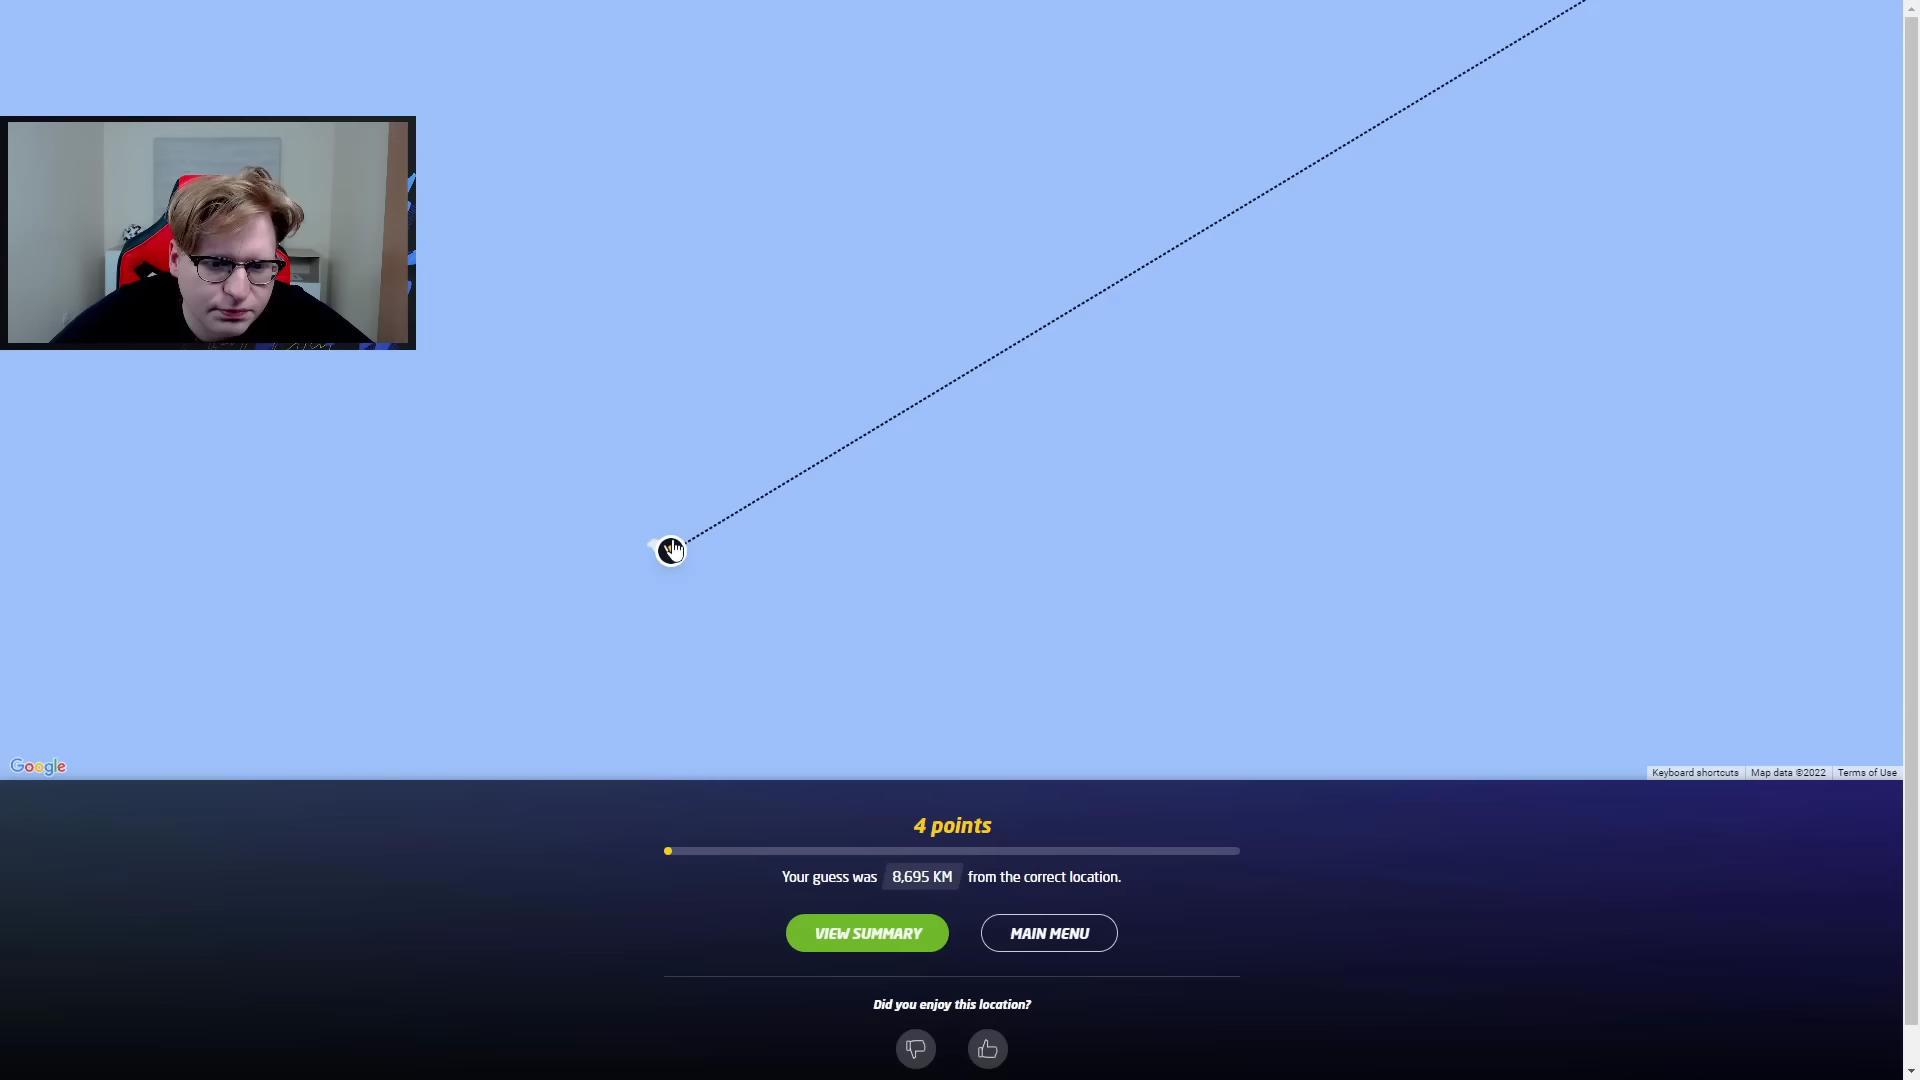 Google
Keyboard shortcuts
Map data ©2022
Terms of Use
4 points
Your guess was 8,695 KM from the correct location.
VIEW SUMMARY
MAIN MENU
Did you enjoy this location?